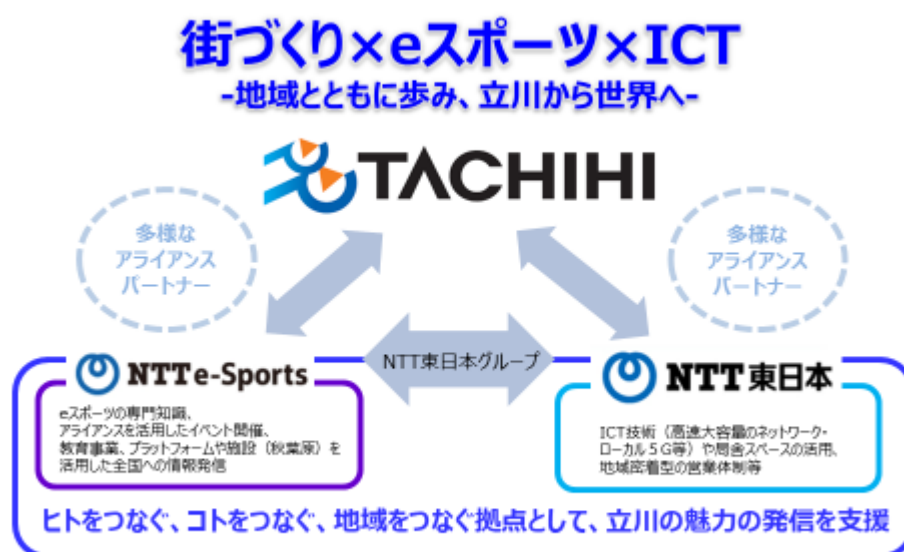 街づくり×eスポーツ×ICT
-地域とともに歩み、立川から世界へ-
TACHIHI
多様な
アライアンス
パートナー
多様な
アライアンス
パートナー
NTT東日本グループ
NTTe-Sports
eスポーツの専門知識、
アライアンスを活用したイベント開催、
教育事業、プラットフォームや施設（秋葉原）を
活用した全国への情報発信
NTT東日本
ICT技術（高速大容量のネットワーク・
ローカル5G等）や局舎スペースの活用、
地域密着型の営業体制等
ヒトをつなぐ、コトをつなぐ、地域をつなぐ拠点として、立川の魅力の発信を支援